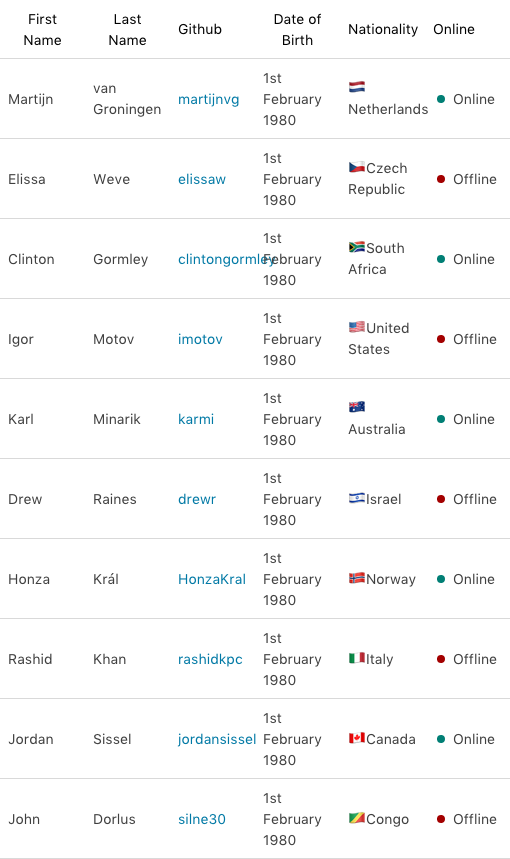 First Name Last Name Github Date of Birth Nationality Online
Martijn van Groningen martijnvg 1st February 1980 Netherlands Online
Elissa Weve elissaw 1st February 1980 Czech Republic Offline
Clinton Gormley clintongormley 1st February 1980 South Africa Online
Igor Motov imotov 1st February 1980 United States Offline
Karl Minarik karmi 1st February 1980 Australia Online
Drew Raines drewr 1st February 1980 Israel Offline
Honza Král HonzaKral 1st February 1980 Norway Online
Rashid Khan rashidkpc 1st February 1980 Italy Offline
Jordan Sissel jordansissel 1st February 1980 Canada Online
John Dorlus silne30 1st February 1980 Congo Offline